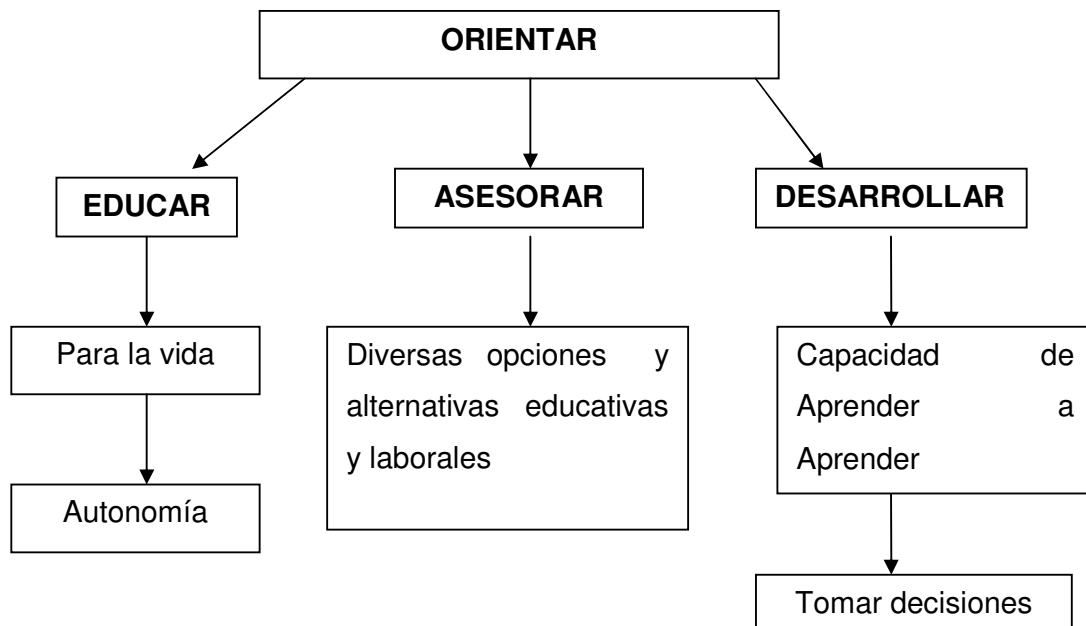 ORIENTAR
EDUCAR
ASESORAR
DESARROLLAR
Para la vida
Diversas opciones y
alternativas educativas
y laborales
Capacidad de
Aprender a
Aprender
Autonomía
Tomar decisiones